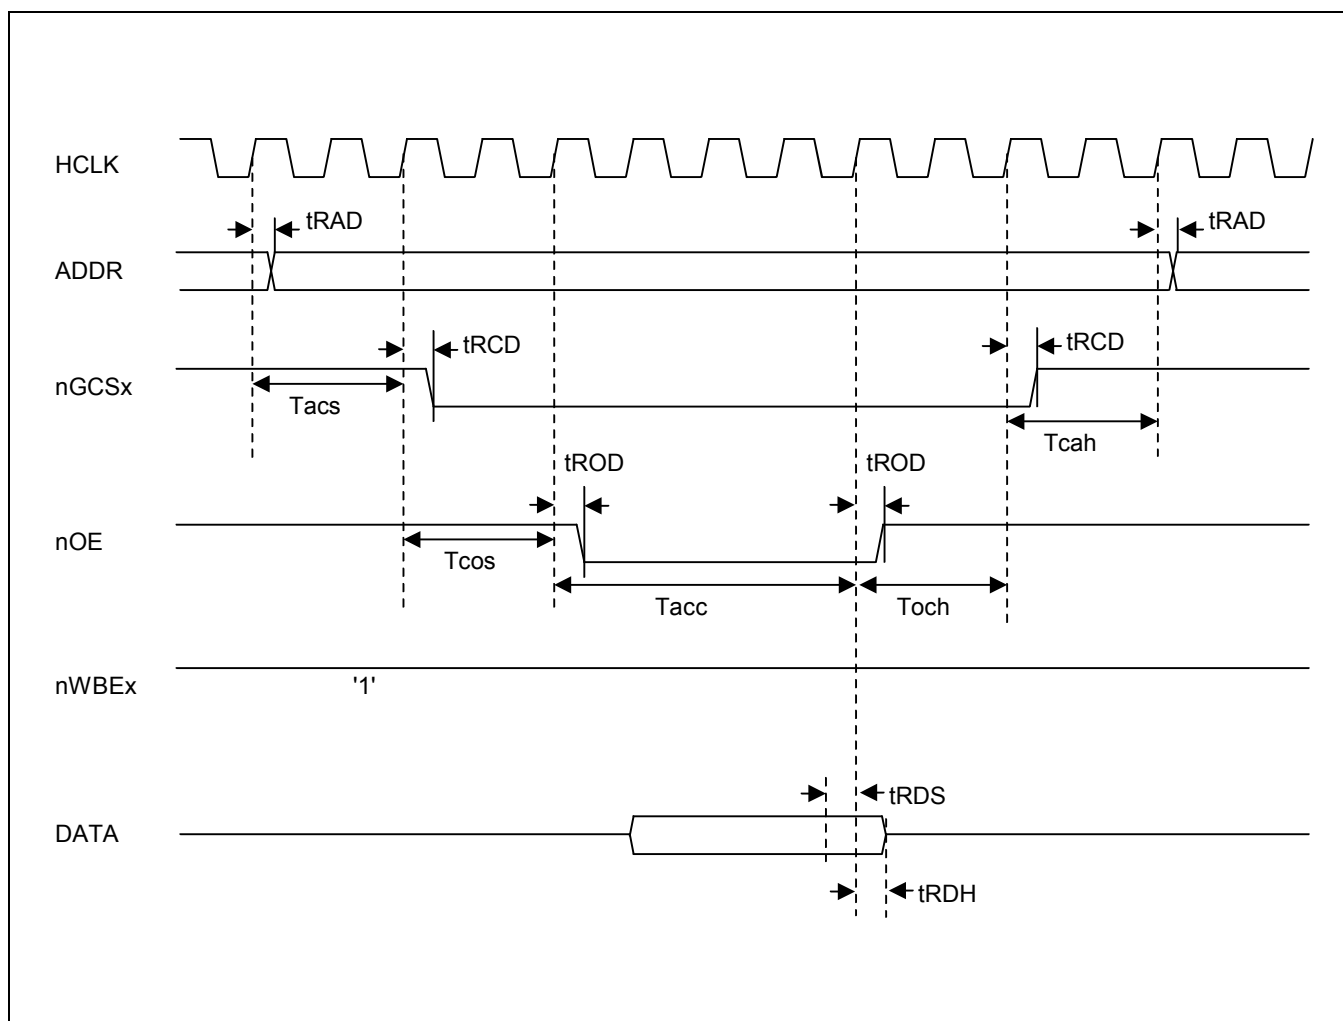 HCLK
tRAD
tRAD
ADDR
tRCD
tRCD
nGCSx
Tacs
Tcah
tROD
tROD
nOE
Tcos
Tacc
Toch
nWBEx
'1'
tRDS
DATA
tRDH